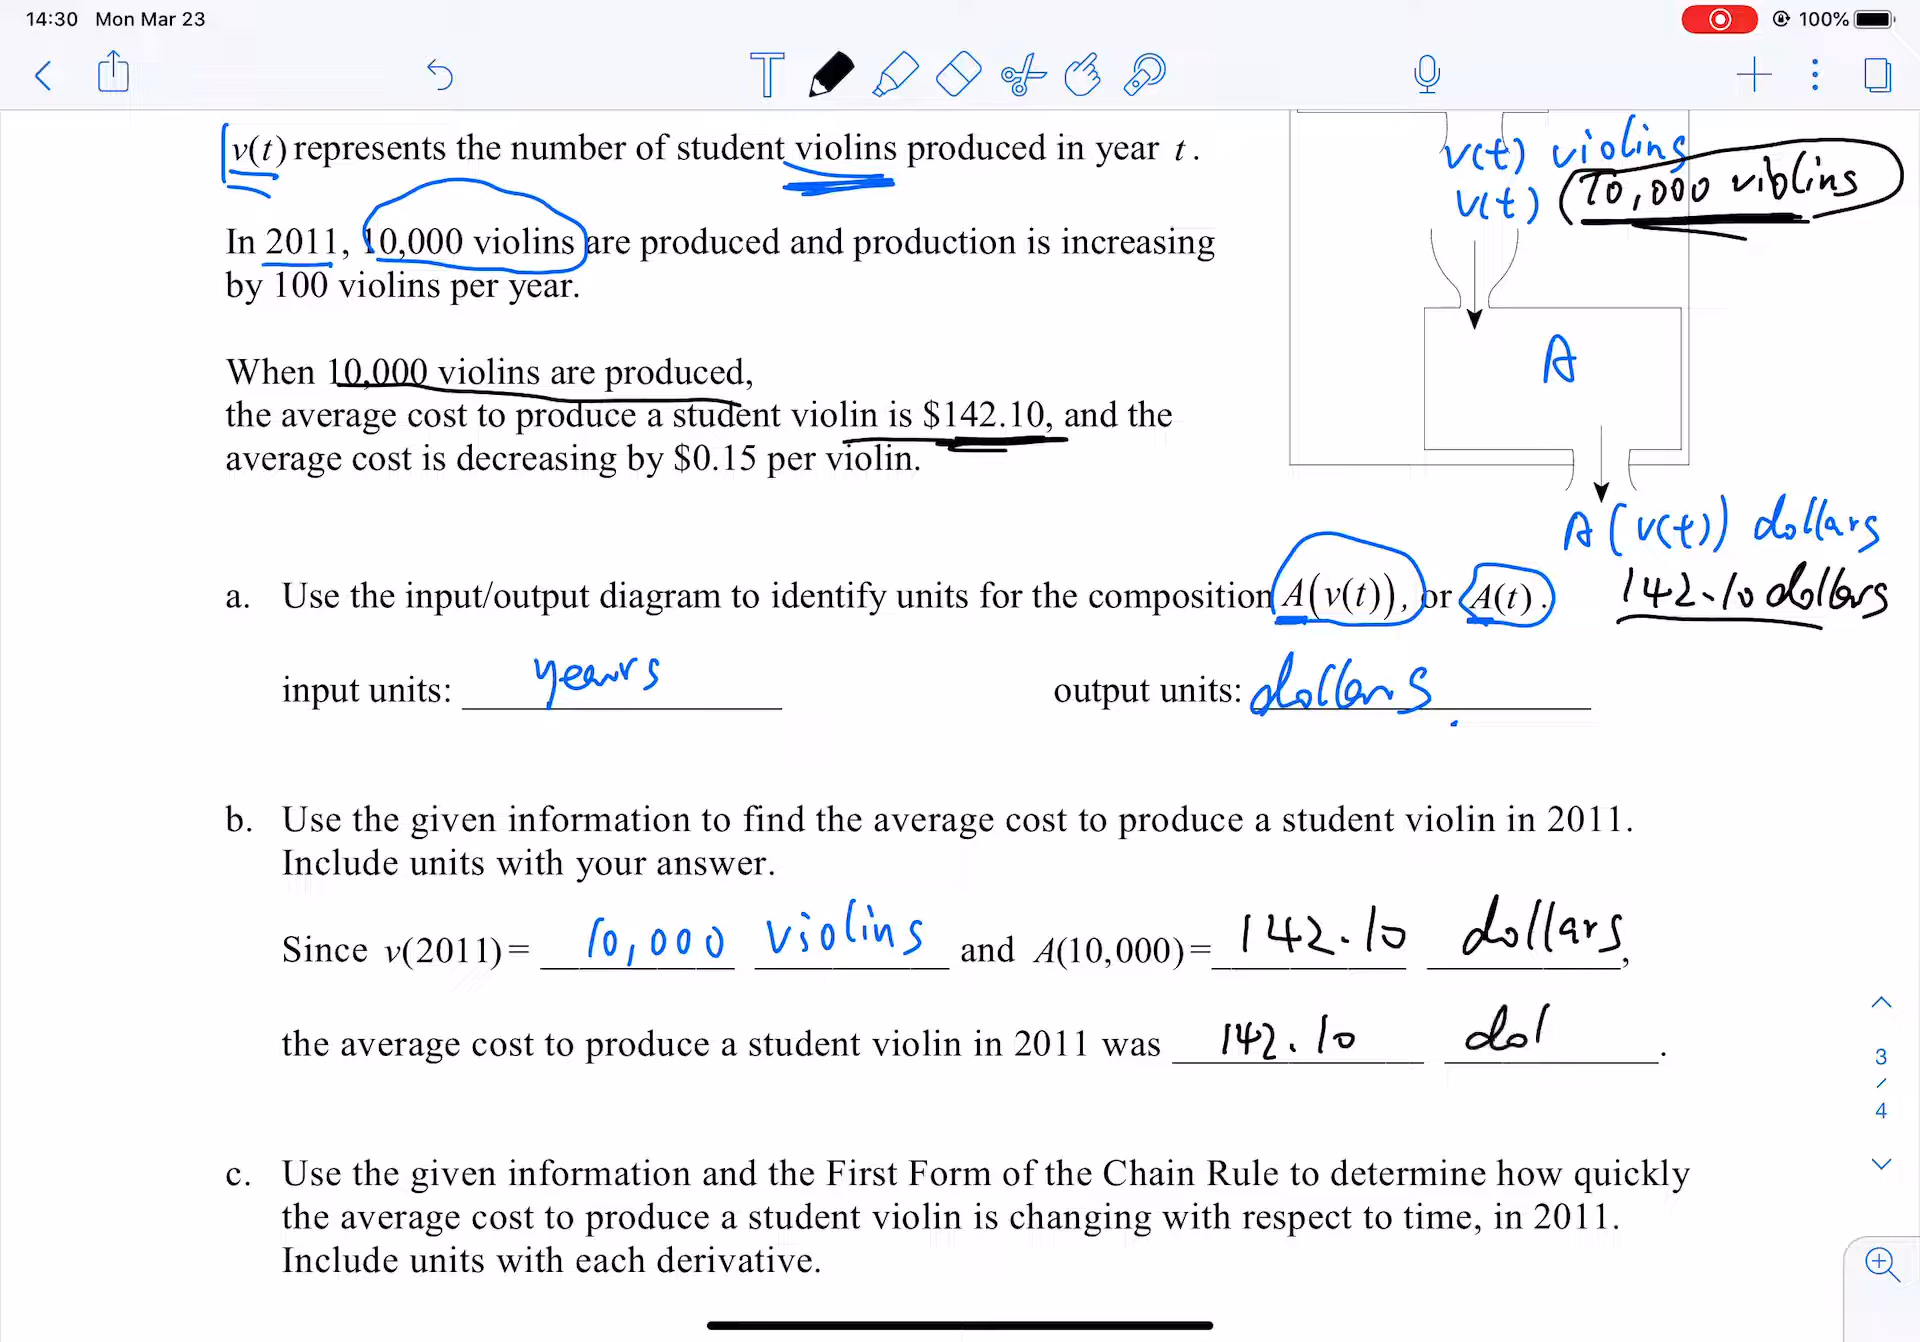 14:30 Mon Mar 23
100%
v(t) represents the number of student violins produced in year t.
v(t) violins
v(t) 10,000 violins
In 2011, 10,000 violins are produced and production is increasing
by 100 violins per year.
When 10,000 violins are produced,
the average cost to produce a student violin is $142.10, and the
average cost is decreasing by $0.15 per violin.
A
A(v(t)) dollars
142.10 dollars
a. Use the input/output diagram to identify units for the composition A(v(t)), or A(t).
input units: years output units: dollars
b. Use the given information to find the average cost to produce a student violin in 2011.
Include units with your answer.
Since v(2011)= 10,000 violins and A(10,000)= 142.10 dollars,
the average cost to produce a student violin in 2011 was 142.10 dol.
3
/
4
c. Use the given information and the First Form of the Chain Rule to determine how quickly
the average cost to produce a student violin is changing with respect to time, in 2011.
Include units with each derivative.